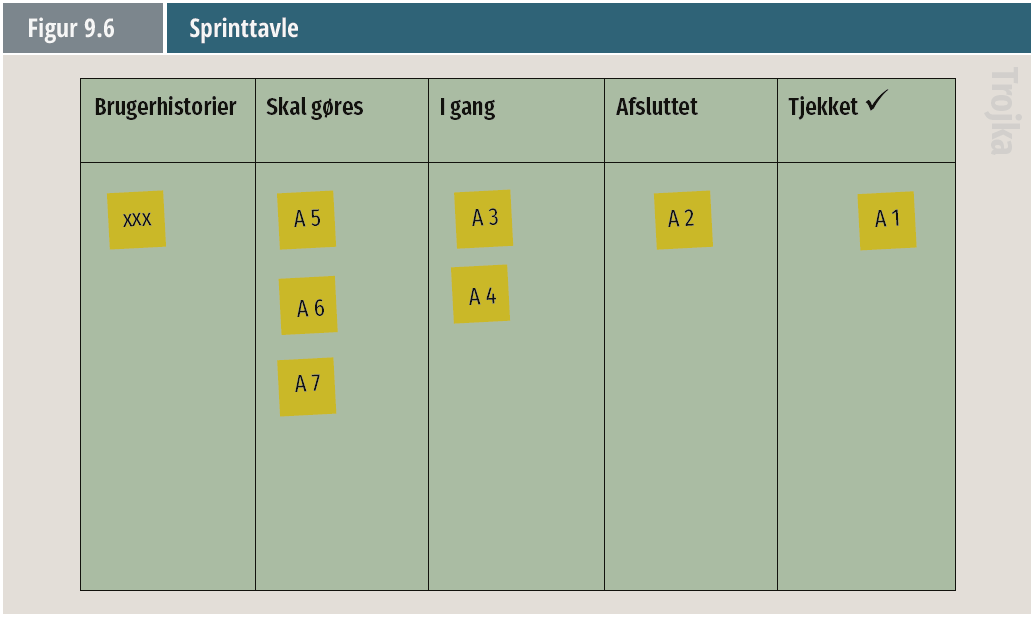 Figur 9.6 Sprinttavle
Trojka
Brugerhistorier Skal gøres I gang Afsluttet Tjekket ✓
xxx A 5 A 3 A 2 A 1
A 6 A 4
A 7